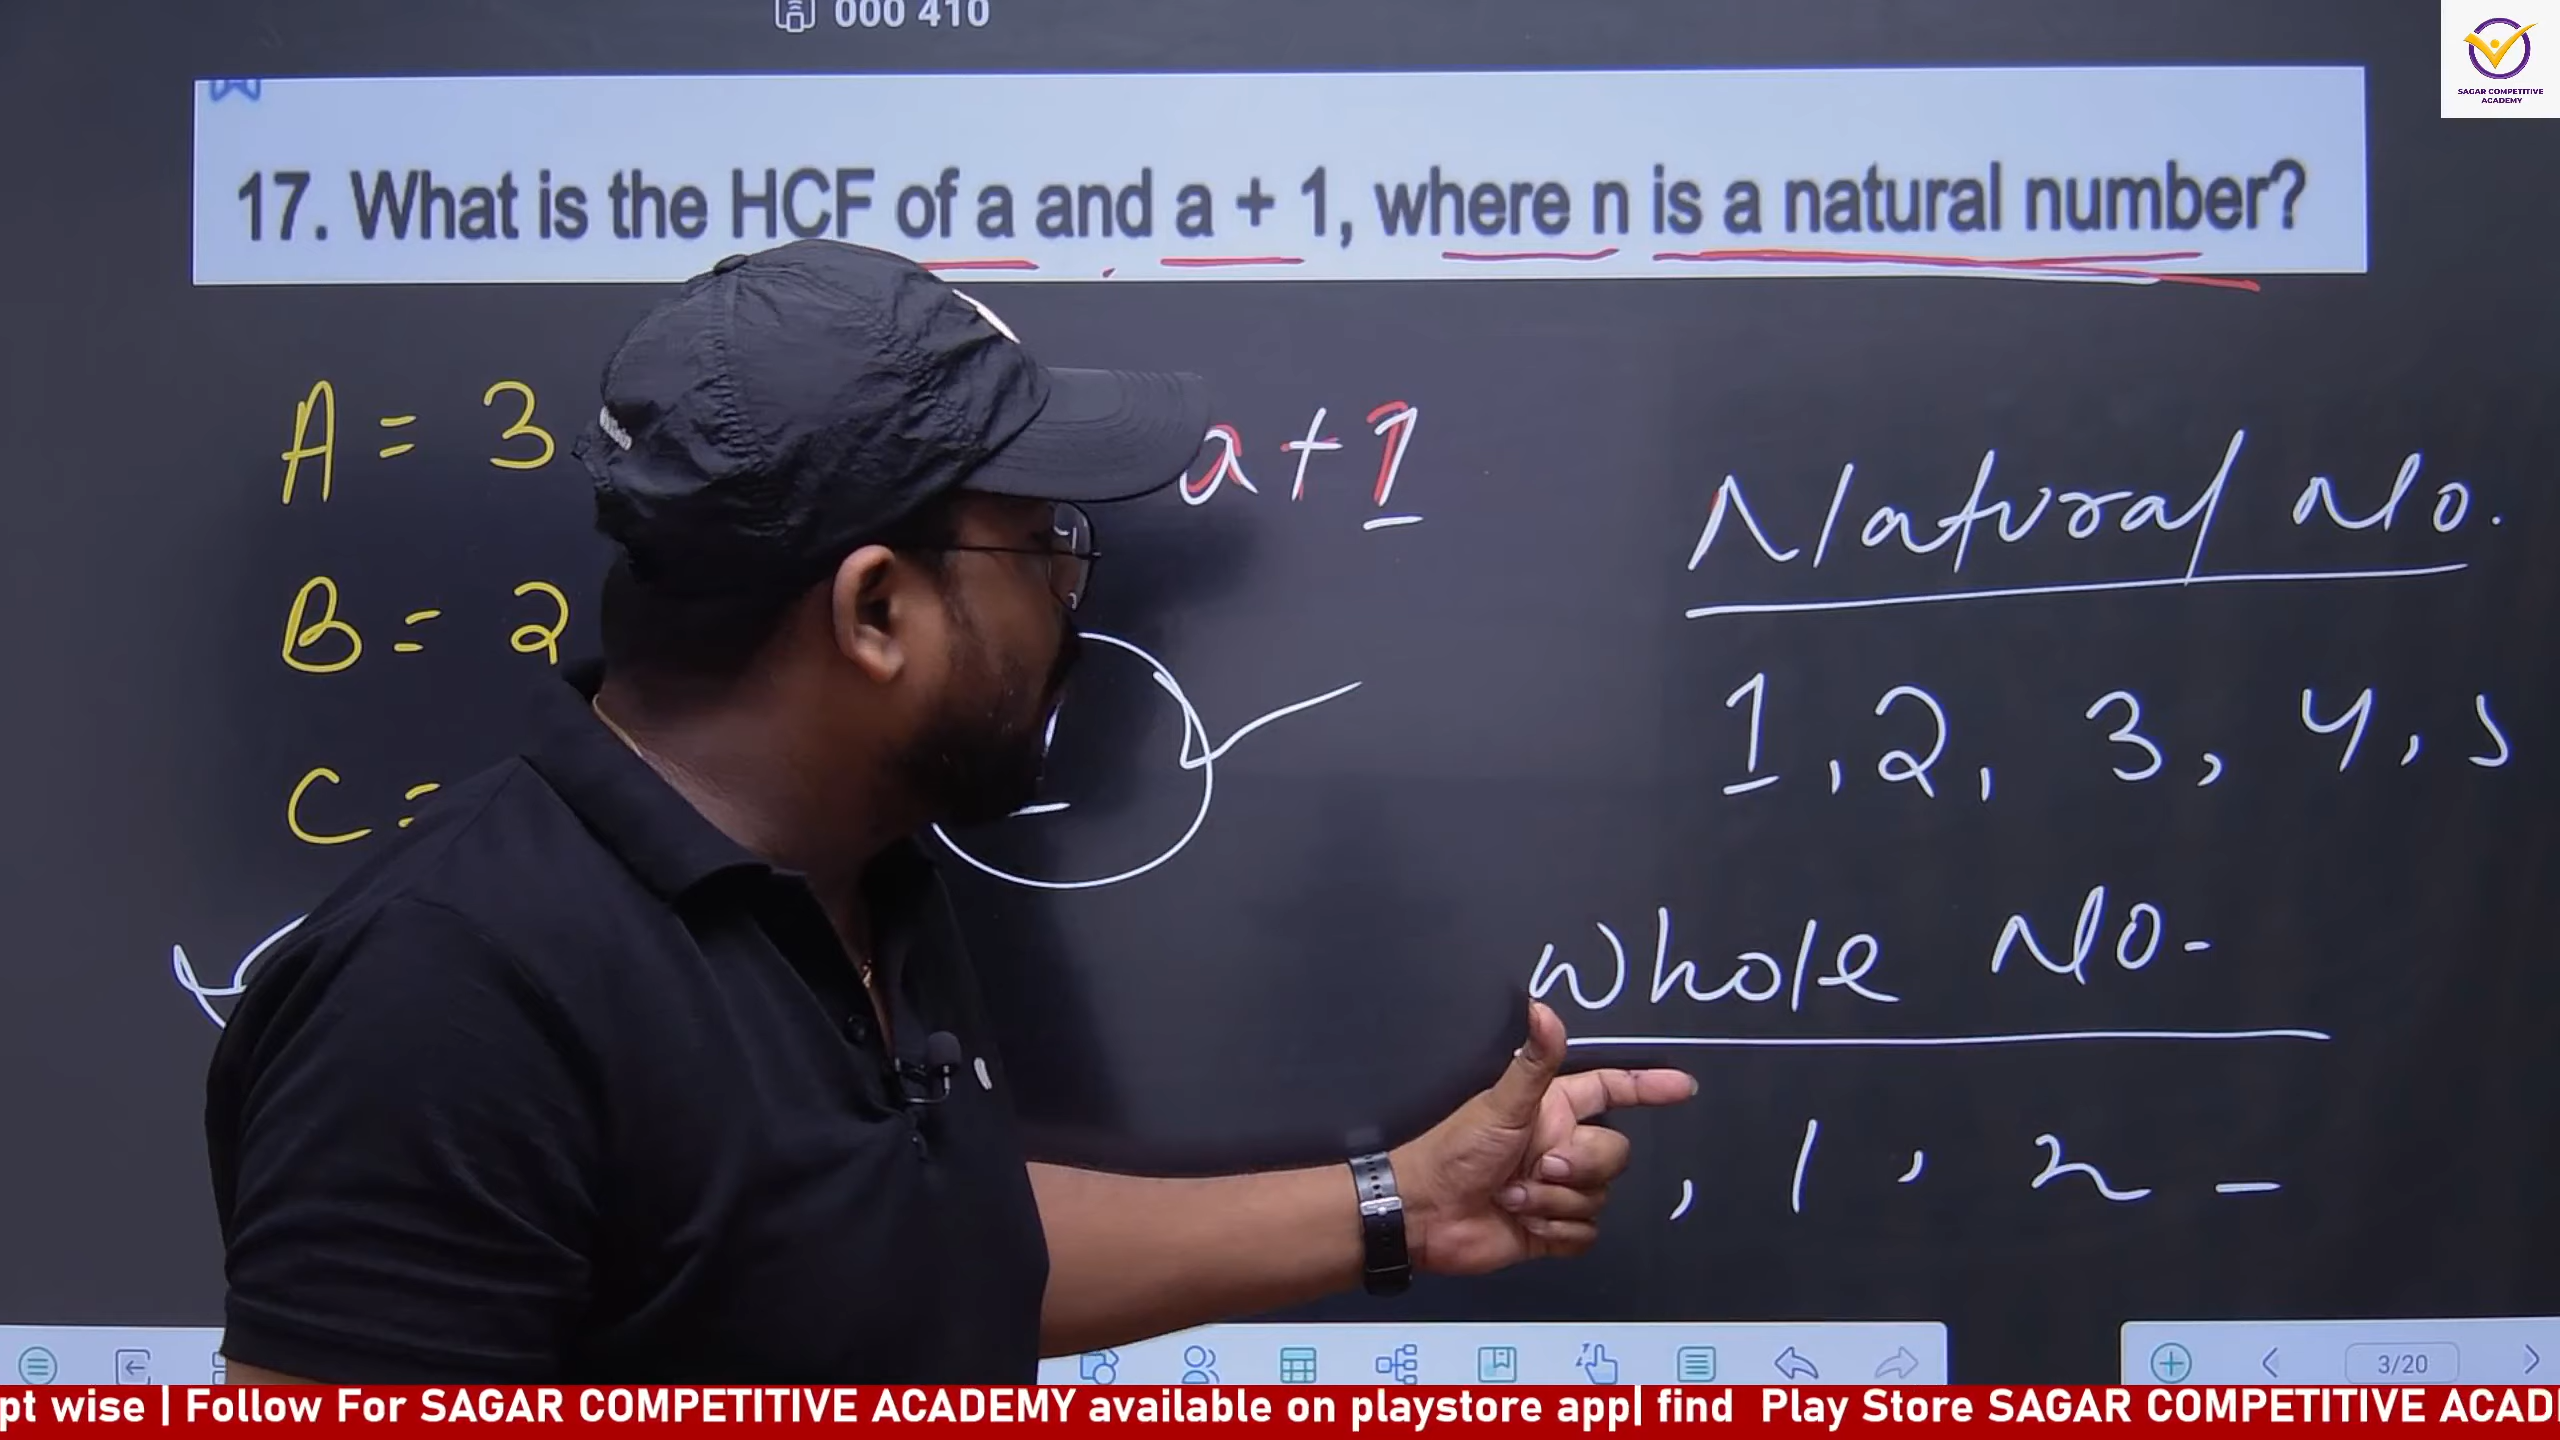 000 410
SAGAR COMPETITIVE
ACADEMY
17. What is the HCF of a and a + 1, where n is a natural number?
A = 3
a + 1
Natural No.
B = 2
1, 2, 3, 4, 5
C =
Whole No.
, 1, 2 -
3/20
pt wise | Follow For SAGAR COMPETITIVE ACADEMY available on playstore app| find Play Store SAGAR COMPETITIVE ACAD